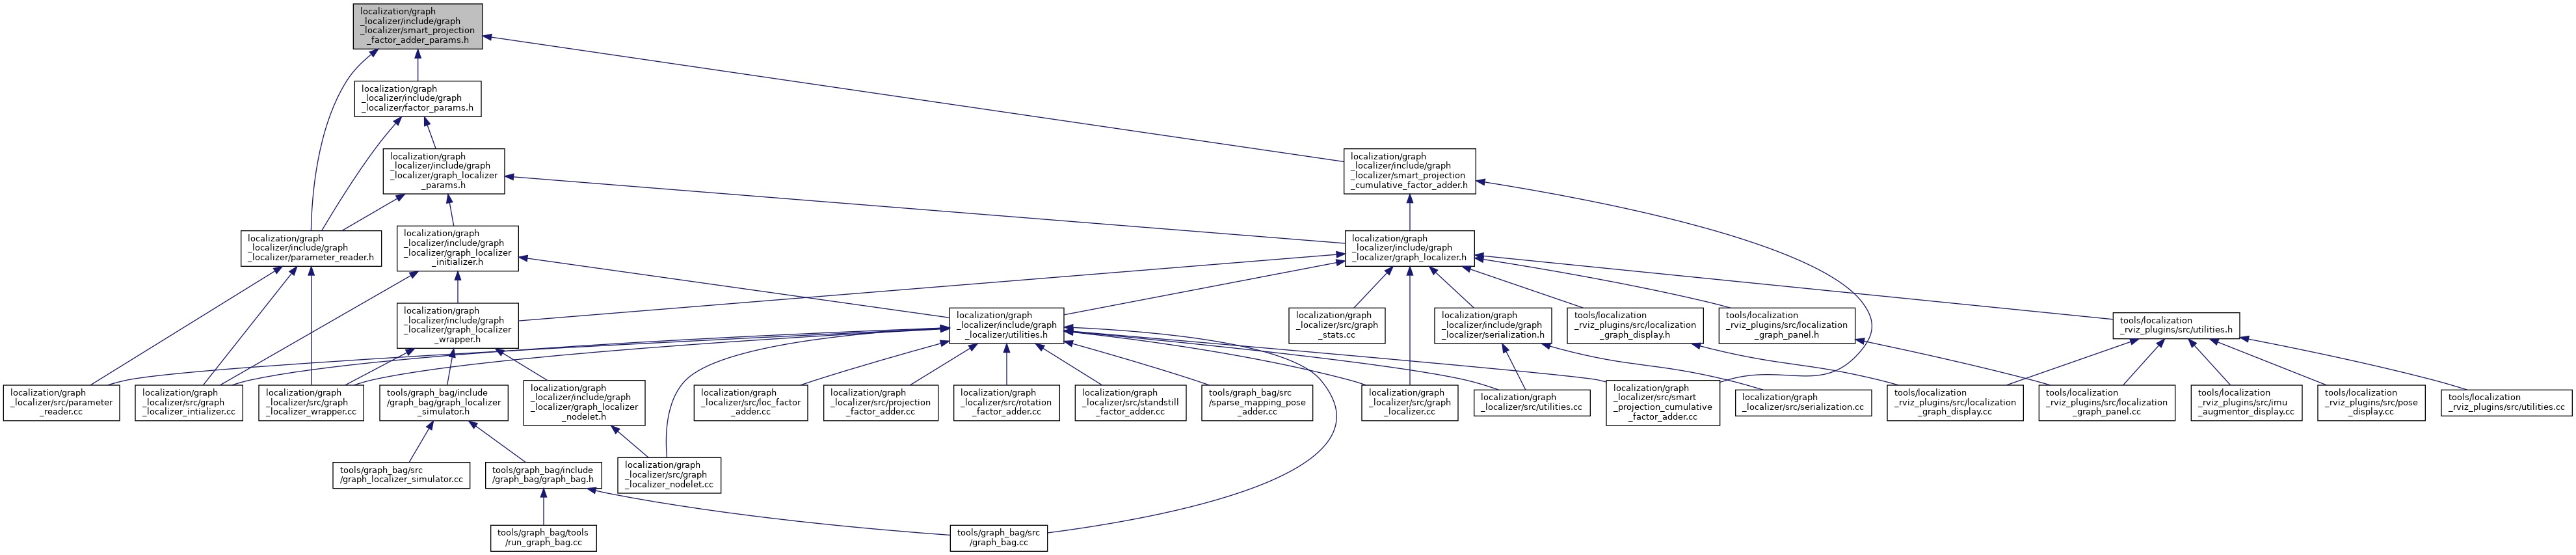 localization/graph
_localizer/include/graph
_localizer/smart_projection
_factor_adder_params.h
localization/graph
_localizer/include/graph
_localizer/factor_params.h
localization/graph
_localizer/include/graph
_localizer/graph_localizer
_params.h
localization/graph
_localizer/include/graph
_localizer/smart_projection
_cumulative_factor_adder.h
localization/graph
_localizer/include/graph
_localizer/parameter_reader.h
localization/graph
_localizer/include/graph
_localizer/graph_localizer
_initializer.h
localization/graph
_localizer/include/graph
_localizer/graph_localizer.h
localization/graph
_localizer/include/graph
_localizer/graph_localizer
_wrapper.h
localization/graph
_localizer/include/graph
_localizer/utilities.h
localization/graph
_localizer/src/graph
_stats.cc
localization/graph
_localizer/include/graph
_localizer/serialization.h
tools/localization
_rviz_plugins/src/localization
_graph_display.h
tools/localization
_rviz_plugins/src/localization
_graph_panel.h
tools/localization
_rviz_plugins/src/utilities.h
localization/graph
_localizer/src/parameter
_reader.cc
localization/graph
_localizer/src/graph
_localizer_intializer.cc
localization/graph
_localizer/src/graph
_localizer_wrapper.cc
tools/graph_bag/include
/graph_bag/graph_localizer
_simulator.h
localization/graph
_localizer/include/graph
_localizer/graph_localizer
_nodelet.h
localization/graph
_localizer/src/loc_factor
_adder.cc
localization/graph
_localizer/src/projection
_factor_adder.cc
localization/graph
_localizer/src/rotation
_factor_adder.cc
localization/graph
_localizer/src/standstill
_factor_adder.cc
tools/graph_bag/src
/sparse_mapping_pose
_adder.cc
localization/graph
_localizer/src/graph
_localizer.cc
localization/graph
_localizer/src/utilities.cc
localization/graph
_localizer/src/smart
_projection_cumulative
_factor_adder.cc
localization/graph
_localizer/src/serialization.cc
tools/localization
_rviz_plugins/src/localization
_graph_display.cc
tools/localization
_rviz_plugins/src/localization
_graph_panel.cc
tools/localization
_rviz_plugins/src/imu
_augmentor_display.cc
tools/localization
_rviz_plugins/src/pose
_display.cc
tools/localization
_rviz_plugins/src/utilities.cc
tools/graph_bag/src
/graph_localizer_simulator.cc
tools/graph_bag/include
/graph_bag/graph_bag.h
localization/graph
_localizer/src/graph
_localizer_nodelet.cc
tools/graph_bag/tools
/run_graph_bag.cc
tools/graph_bag/src
/graph_bag.cc